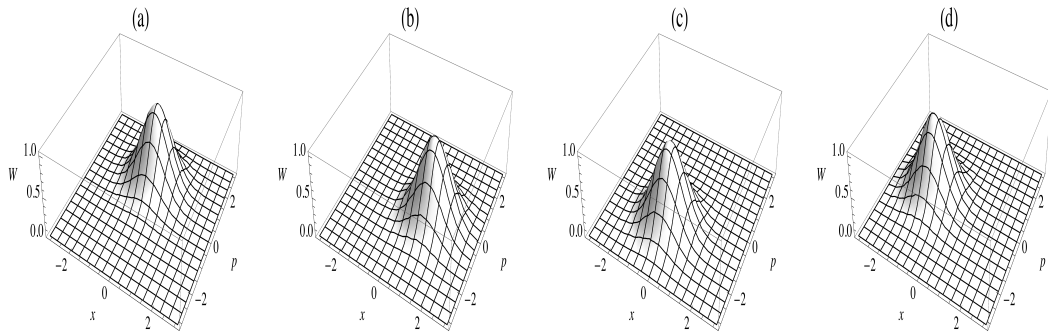 (a) (b) (c) (d)
1.0 1.0 1.0 1.0
W 0.5 W 0.5 W 0.5 W 0.5
2 2 2 2
0.0 0.0 0.0 0.0
0 p 0 p 0 p 0 p
−2 −2 −2 −2
0 −2 0 −2 0 −2 0 −2
x x x x
2 2 2 2